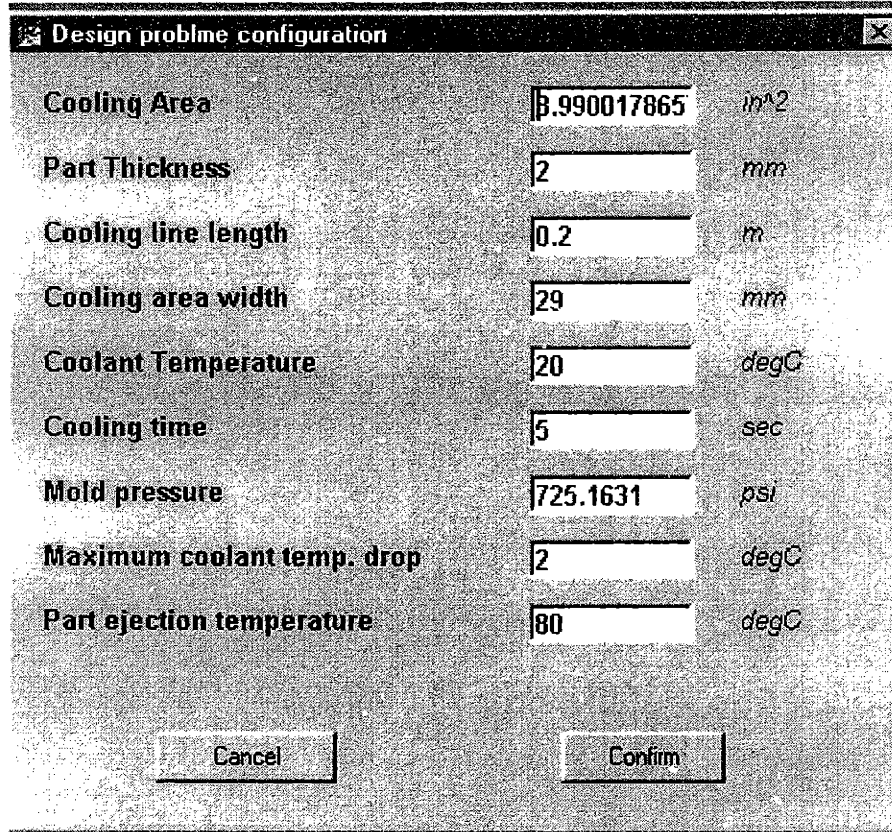 Design problme configuration
Cooling Area 8.990017865 in^2
Part Thickness 2 mm
Cooling line length 0.2 m
Cooling area width 29 mm
Coolant Temperature 20 degC
Cooling time 5 sec
Mold pressure 725.1631 psi
Maximum coolant temp. drop 2 degC
Part ejection temperature 80 degC
Cancel Confirm